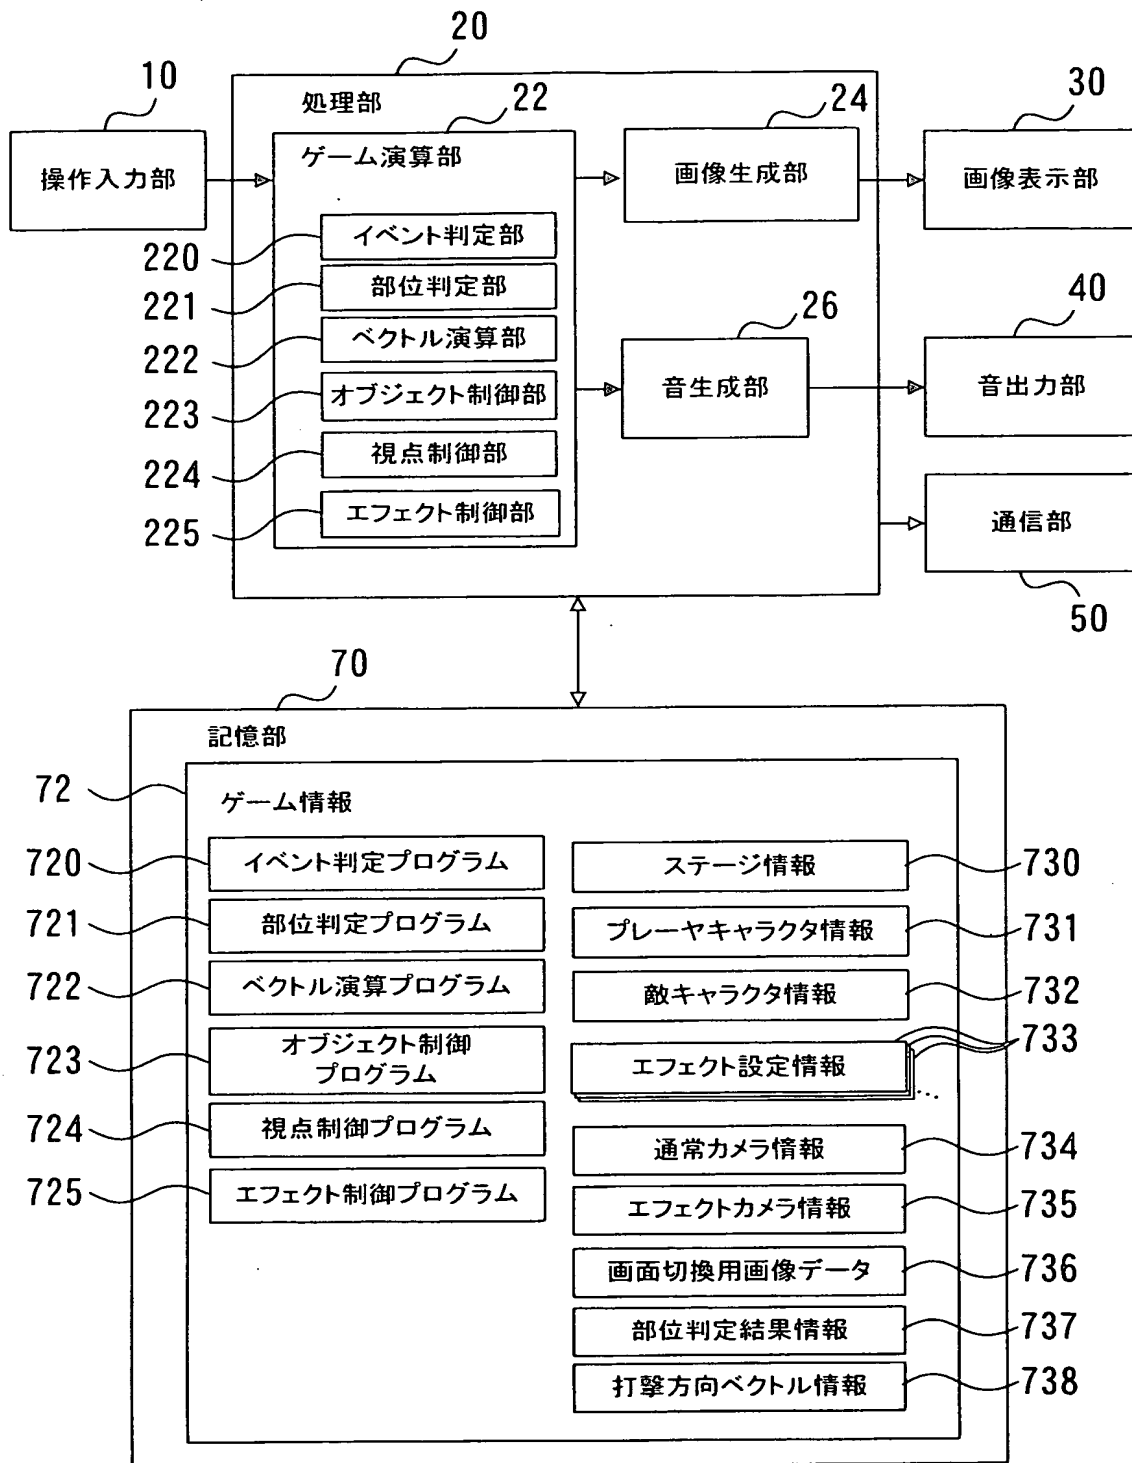 20
10
処理部
22
24
30
操作入力部
ゲーム演算部
画像生成部
画像表示部
220
イベント判定部
221
部位判定部
222
ベクトル演算部
223
オブジェクト制御部
224
視点制御部
225
エフェクト制御部
26
音生成部
40
音出力部
通信部
50
70
記憶部
72
ゲーム情報
720
イベント判定プログラム
721
部位判定プログラム
722
ベクトル演算プログラム
723
オブジェクト制御
プログラム
724
視点制御プログラム
725
エフェクト制御プログラム
ステージ情報
730
プレーヤキャラクタ情報
731
敵キャラクタ情報
732
エフェクト設定情報
733
...
通常カメラ情報
734
エフェクトカメラ情報
735
画面切換用画像データ
736
部位判定結果情報
737
打撃方向ベクトル情報
738